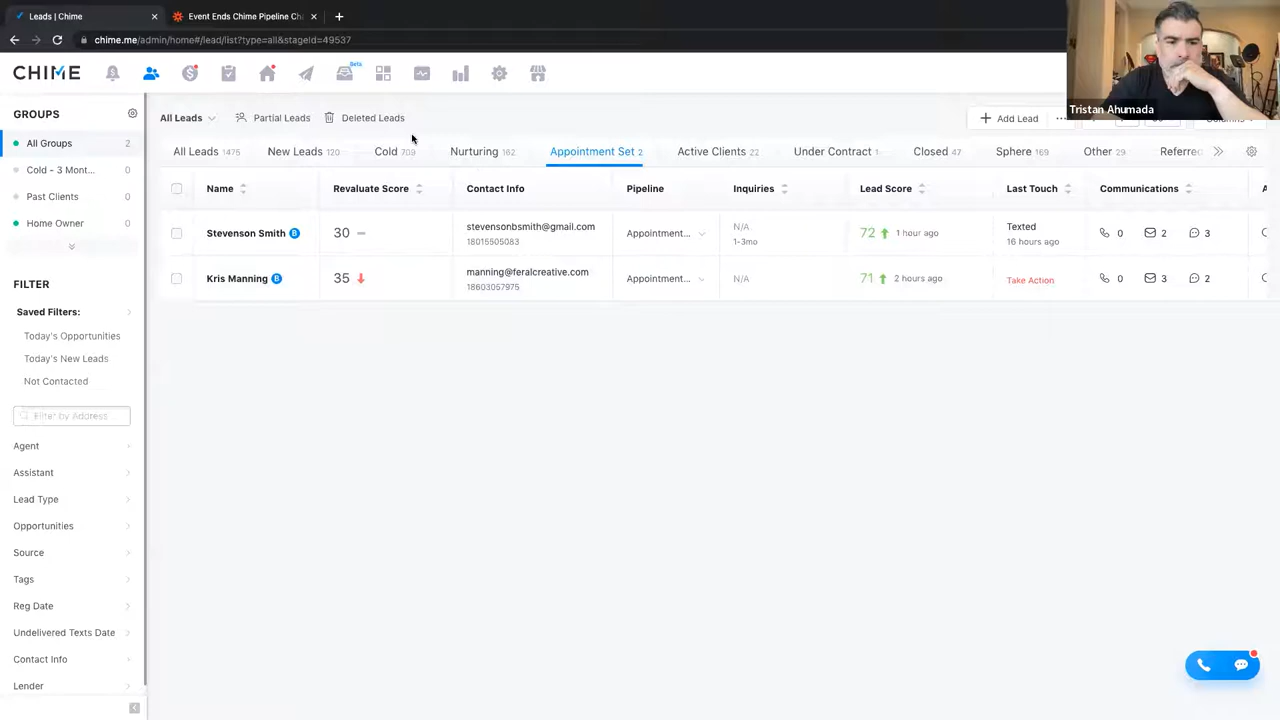 Leads | Chime
Event Ends Chime Pipeline Ch
chime.me/admin/home#/lead/list?type=all&stageId=49537
CHIME
Beta
Tristan Ahumada
GROUPS
All Groups 2
Cold - 3 Mont... 0
Past Clients 0
Home Owner 0
FILTER
Saved Filters:
Today's Opportunities
Today's New Leads
Not Contacted
Filter by Address
Agent
Assistant
Lead Type
Opportunities
Source
Tags
Reg Date
Undelivered Texts Date
Contact Info
Lender
All Leads Partial Leads Deleted Leads
Add Lead
All Leads 1475 New Leads 120 Cold 709 Nurturing 162 Appointment Set 2 Active Clients 22 Under Contract 1 Closed 47 Sphere 169 Other 29 Referred
Name Revaluate Score Contact Info Pipeline Inquiries Lead Score Last Touch Communications
Stevenson Smith B 30 stevensonbsmith@gmail.com Appointment... N/A 72 1 hour ago Texted 0 2 3
18015505083 1-3mo 16 hours ago
Kris Manning B 35 manning@feralcreative.com Appointment... N/A 71 2 hours ago Take Action 0 3 2
18603057975